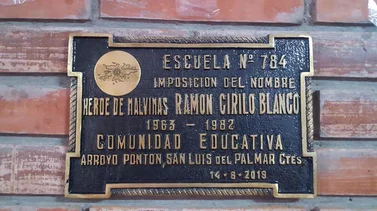 ESCUELA Nº 784
IMPOSICION DEL NOMBRE
HEROE DE MALVINAS RAMON CIRILO BLANCO
1963 - 1982
COMUNIDAD EDUCATIVA
ARROYO PONTON, SAN LUIS DEL PALMAR CTES.
14-8-2019